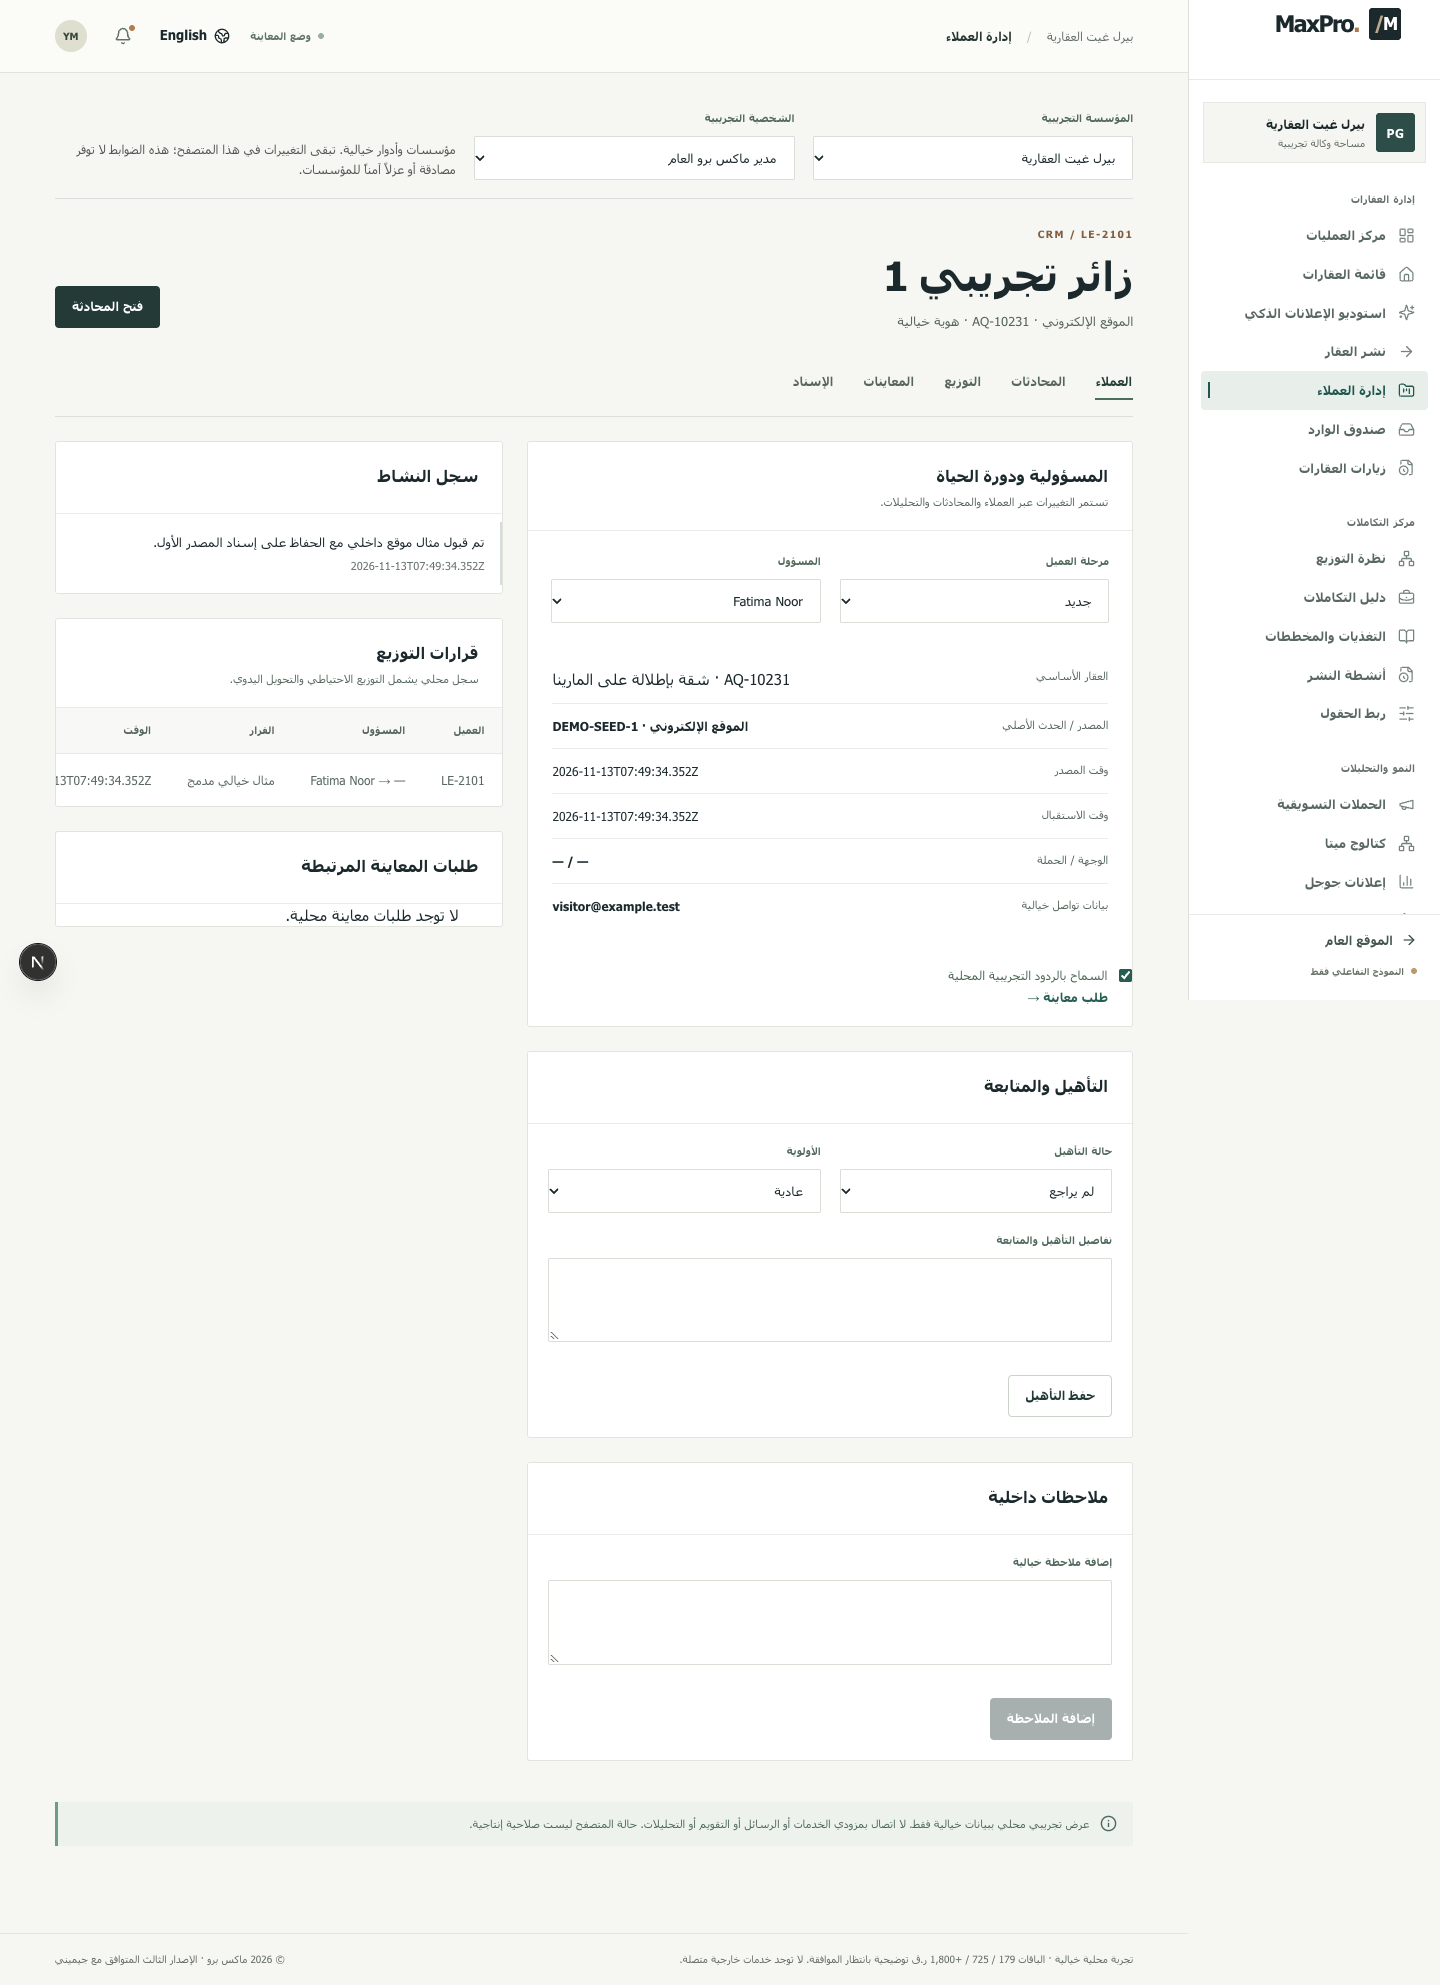 /M MaxPro.
بيرل غيت العقارية / إدارة العملاء
وضع المعاينة
English
YM
PG
بيرل غيت العقارية
مساحة وكالة تجريبية
إدارة العقارات
مركز العمليات
قائمة العقارات
استوديو الإعلانات الذكي
نشر العقار
إدارة العملاء
صندوق الوارد
زيارات العقارات
مركز التكاملات
نظرة التوزيع
دليل التكاملات
التغذيات والمخططات
أنشطة النشر
ربط الحقول
النمو والتحليلات
الحملات التسويقية
كتالوج ميتا
إعلانات جوجل
الموقع العام
النموذج التفاعلي فقط
المؤسسة التجريبية
بيرل غيت العقارية
الشخصية التجريبية
مدير ماكس برو العام
مؤسسات وأدوار خيالية. تبقى التغييرات في هذا المتصفح؛ هذه الضوابط لا توفر
مصادقة أو عزلاً آمناً للمؤسسات.
CRM / LE-2101
زائر تجريبي 1
الموقع الإلكتروني · AQ-10231 · هوية خيالية
فتح المحادثة
العملاء
المحادثات
التوزيع
المعاينات
الإسناد
المسؤولية ودورة الحياة
تستمر التغييرات عبر العملاء والمحادثات والتحليلات.
مرحلة العميل
جديد
المسؤول
Fatima Noor
العقار الأساسي
AQ-10231 · شقة بإطلالة على المارينا
المصدر / الحدث الأصلي
الموقع الإلكتروني · DEMO-SEED-1
وقت المصدر
2026-11-13T07:49:34.352Z
وقت الاستقبال
2026-11-13T07:49:34.352Z
الوجهة / الحملة
— / —
بيانات تواصل خيالية
visitor@example.test
السماح بالردود التجريبية المحلية
طلب معاينة →
التأهيل والمتابعة
حالة التأهيل
لم يراجع
الأولوية
عادية
تفاصيل التأهيل والمتابعة
حفظ التأهيل
ملاحظات داخلية
إضافة ملاحظة خيالية
إضافة الملاحظة
سجل النشاط
تم قبول مثال موقع داخلي مع الحفاظ على إسناد المصدر الأول.
2026-11-13T07:49:34.352Z
قرارات التوزيع
سجل محلي يشمل التوزيع الاحتياطي والتحويل اليدوي.
العميل المسؤول القرار الوقت
LE-2101 Fatima Noor → — مثال خيالي مدمج 13T07:49:34.352Z
طلبات المعاينة المرتبطة
لا توجد طلبات معاينة محلية.
عرض تجريبي محلي ببيانات خيالية فقط. لا اتصال بمزودي الخدمات أو الرسائل أو التقويم أو التحليلات. حالة المتصفح ليست صلاحية إنتاجية.
تجربة محلية خيالية · الباقات 179 / 725 / +1,800 ر.ق توضيحية بانتظار الموافقة. لا توجد خدمات خارجية متصلة.
© 2026 ماكس برو · الإصدار الثالث المتوافق مع جيميني